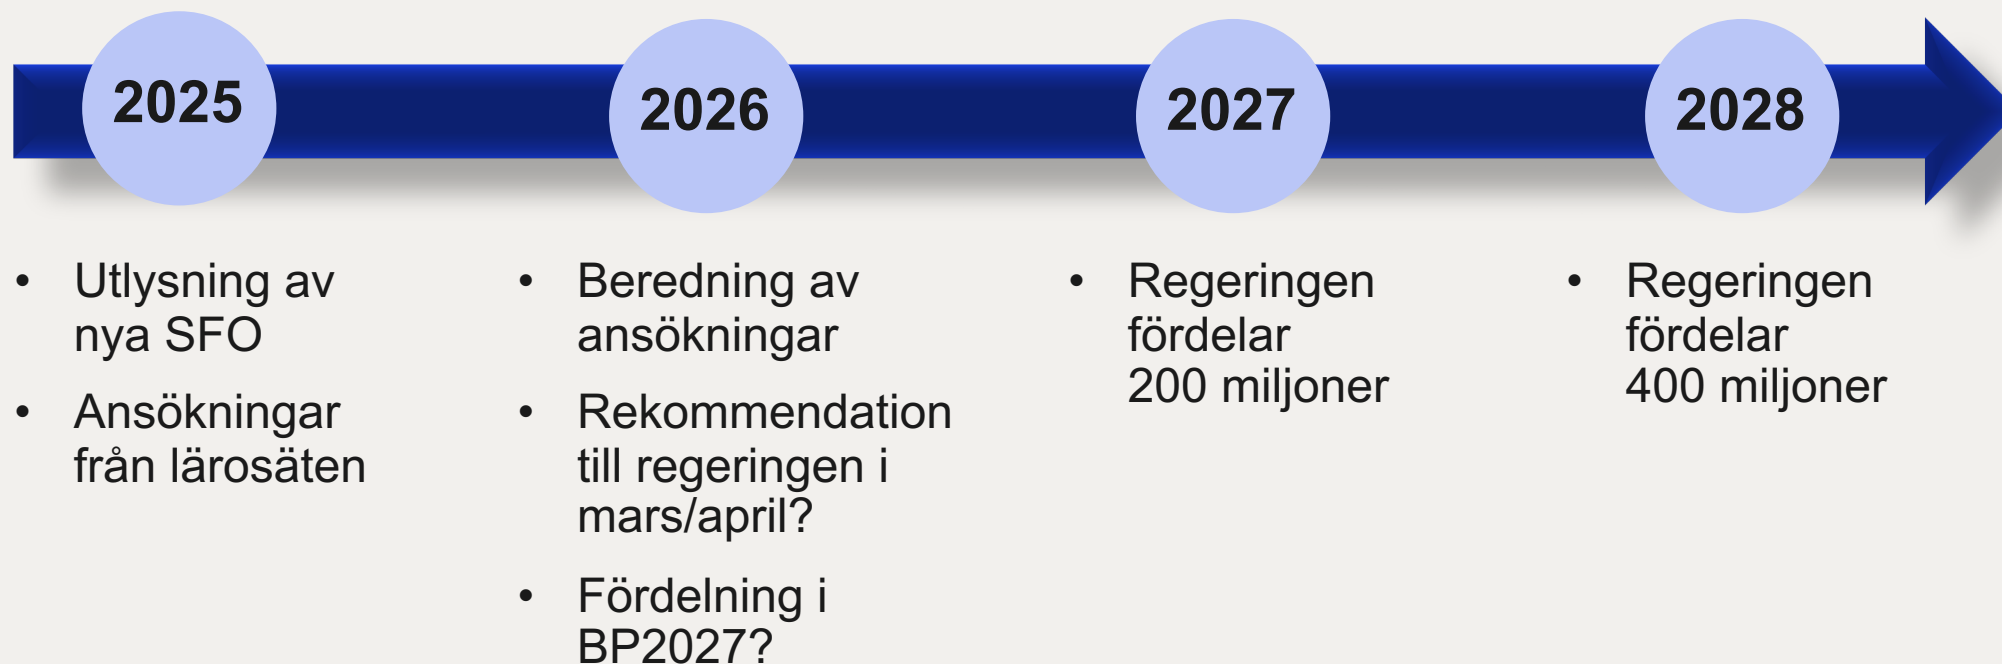 2025
2026
2027
2028
• Utlysning av
nya SFO
• Ansökningar
från lärosäten
• Beredning av
ansökningar
• Rekommendation
till regeringen i
mars/april?
• Fördelning i
BP2027?
• Regeringen
fördelar
200 miljoner
• Regeringen
fördelar
400 miljoner